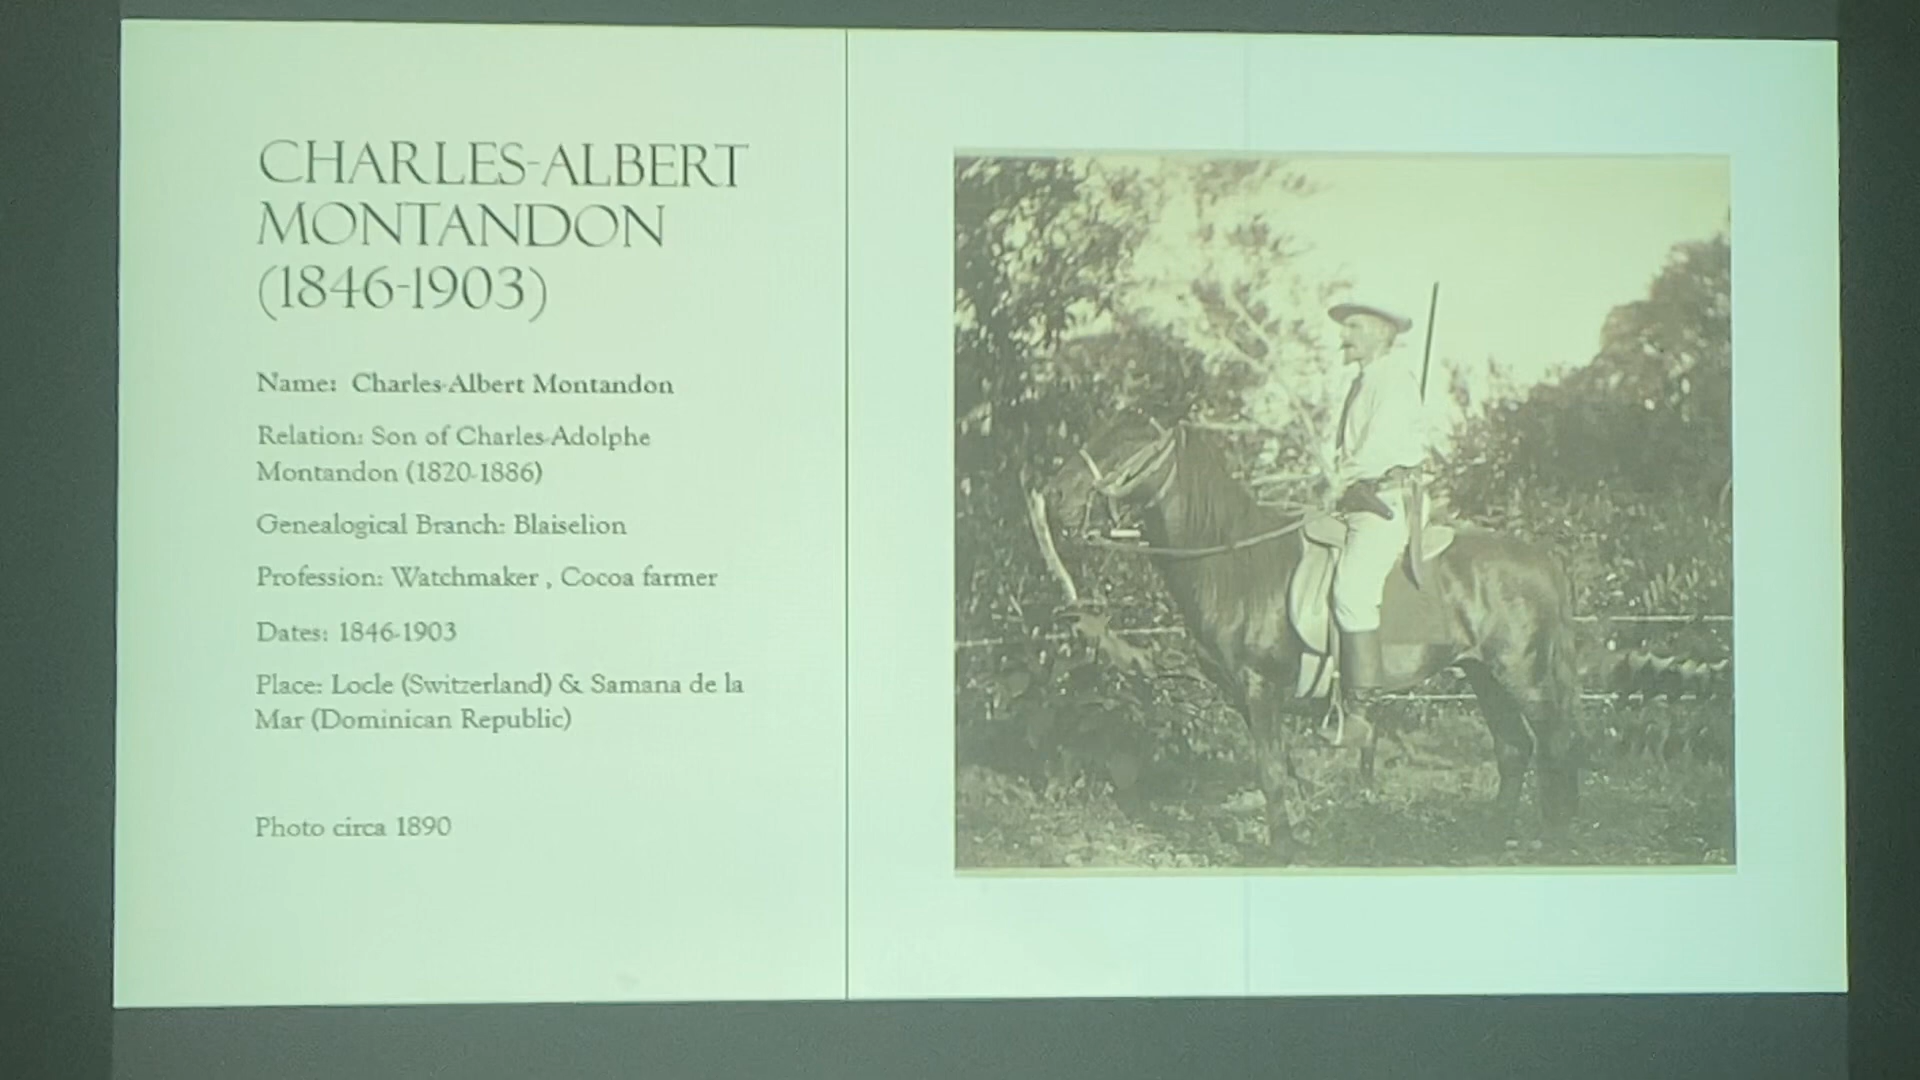 CHARLES-ALBERT
MONTANDON
(1846-1903)
Name: Charles-Albert Montandon
Relation: Son of Charles-Adolphe
Montandon (1820-1886)
Genealogical Branch: Blaiselion
Profession: Watchmaker , Cocoa farmer
Dates: 1846-1903
Place: Locle (Switzerland) & Samana de la
Mar (Dominican Republic)
Photo circa 1890